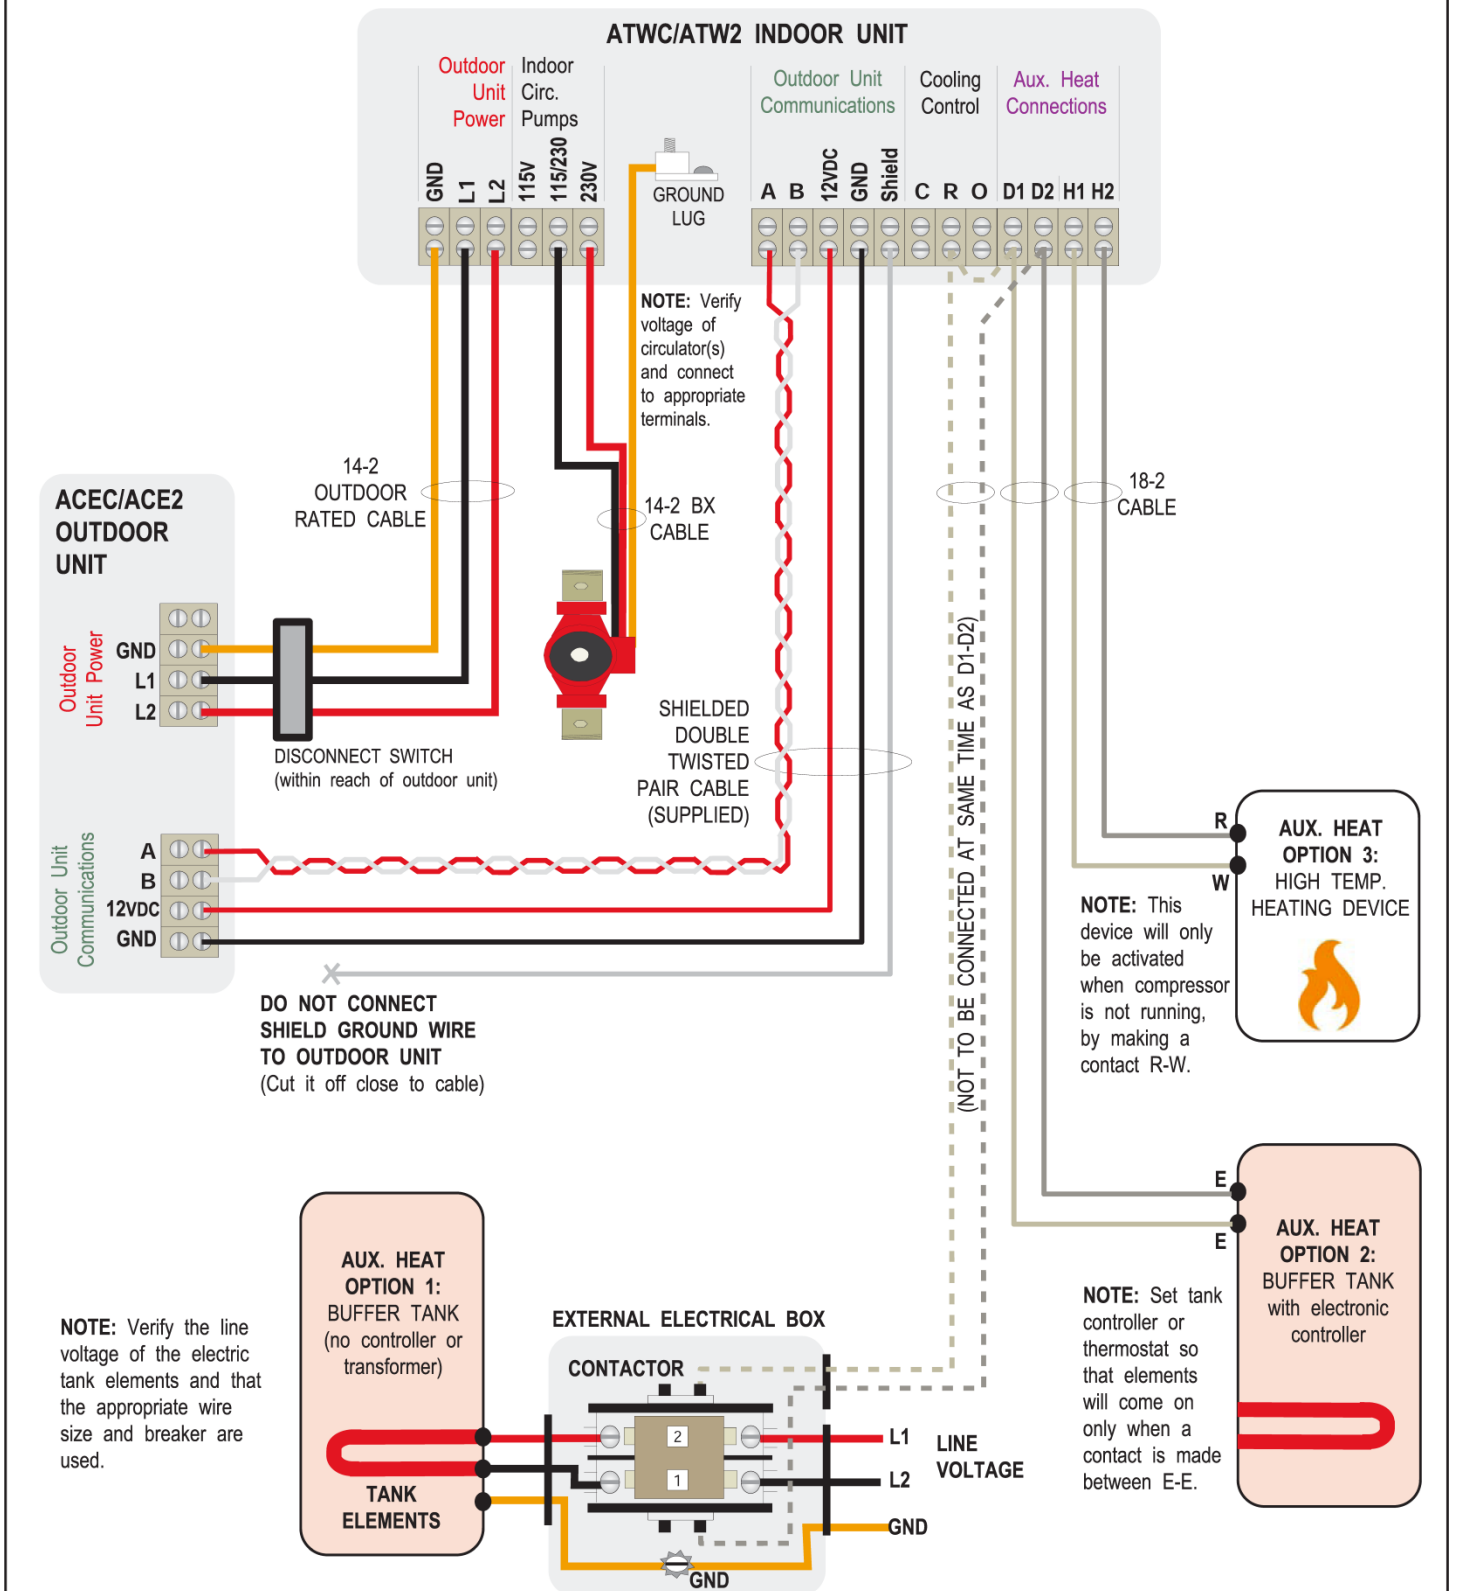 ATWC/ATW2 INDOOR UNIT
Outdoor
Unit
Power
Indoor
Circ.
Pumps
Outdoor Unit
Communications
Cooling
Control
Aux. Heat
Connections
GND
L1
L2
115V
115/230
230V
GROUND
LUG
A
B
12VDC
GND
Shield
C
R
O
D1
D2
H1
H2
NOTE: Verify
voltage of
circulator(s)
and connect
to appropriate
terminals.
14-2
OUTDOOR
RATED CABLE
14-2 BX
CABLE
18-2
CABLE
ACEC/ACE2
OUTDOOR
UNIT
Outdoor
Unit Power
GND
L1
L2
DISCONNECT SWITCH
(within reach of outdoor unit)
SHIELDED
DOUBLE
TWISTED
PAIR CABLE
(SUPPLIED)
(NOT TO BE CONNECTED AT SAME TIME AS D1-D2)
Outdoor Unit
Communications
A
B
12VDC
GND
DO NOT CONNECT
SHIELD GROUND WIRE
TO OUTDOOR UNIT
(Cut it off close to cable)
R
W
AUX. HEAT
OPTION 3:
HIGH TEMP.
HEATING DEVICE
NOTE: This
device will only
be activated
when compressor
is not running,
by making a
contact R-W.
E
E
AUX. HEAT
OPTION 2:
BUFFER TANK
with electronic
controller
NOTE: Set tank
controller or
thermostat so
that elements
will come on
only when a
contact is made
between E-E.
AUX. HEAT
OPTION 1:
BUFFER TANK
(no controller or
transformer)
TANK
ELEMENTS
NOTE: Verify the line
voltage of the electric
tank elements and that
the appropriate wire
size and breaker are
used.
EXTERNAL ELECTRICAL BOX
CONTACTOR
2
1
L1
L2
LINE
VOLTAGE
GND
GND